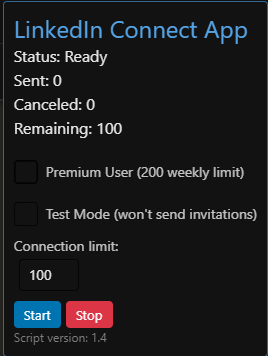 LinkedIn Connect App
Status: Ready
Sent: 0
Canceled: 0
Remaining: 100
Premium User (200 weekly limit)
Test Mode (won't send invitations)
Connection limit:
100
Start Stop
Script version: 1.4